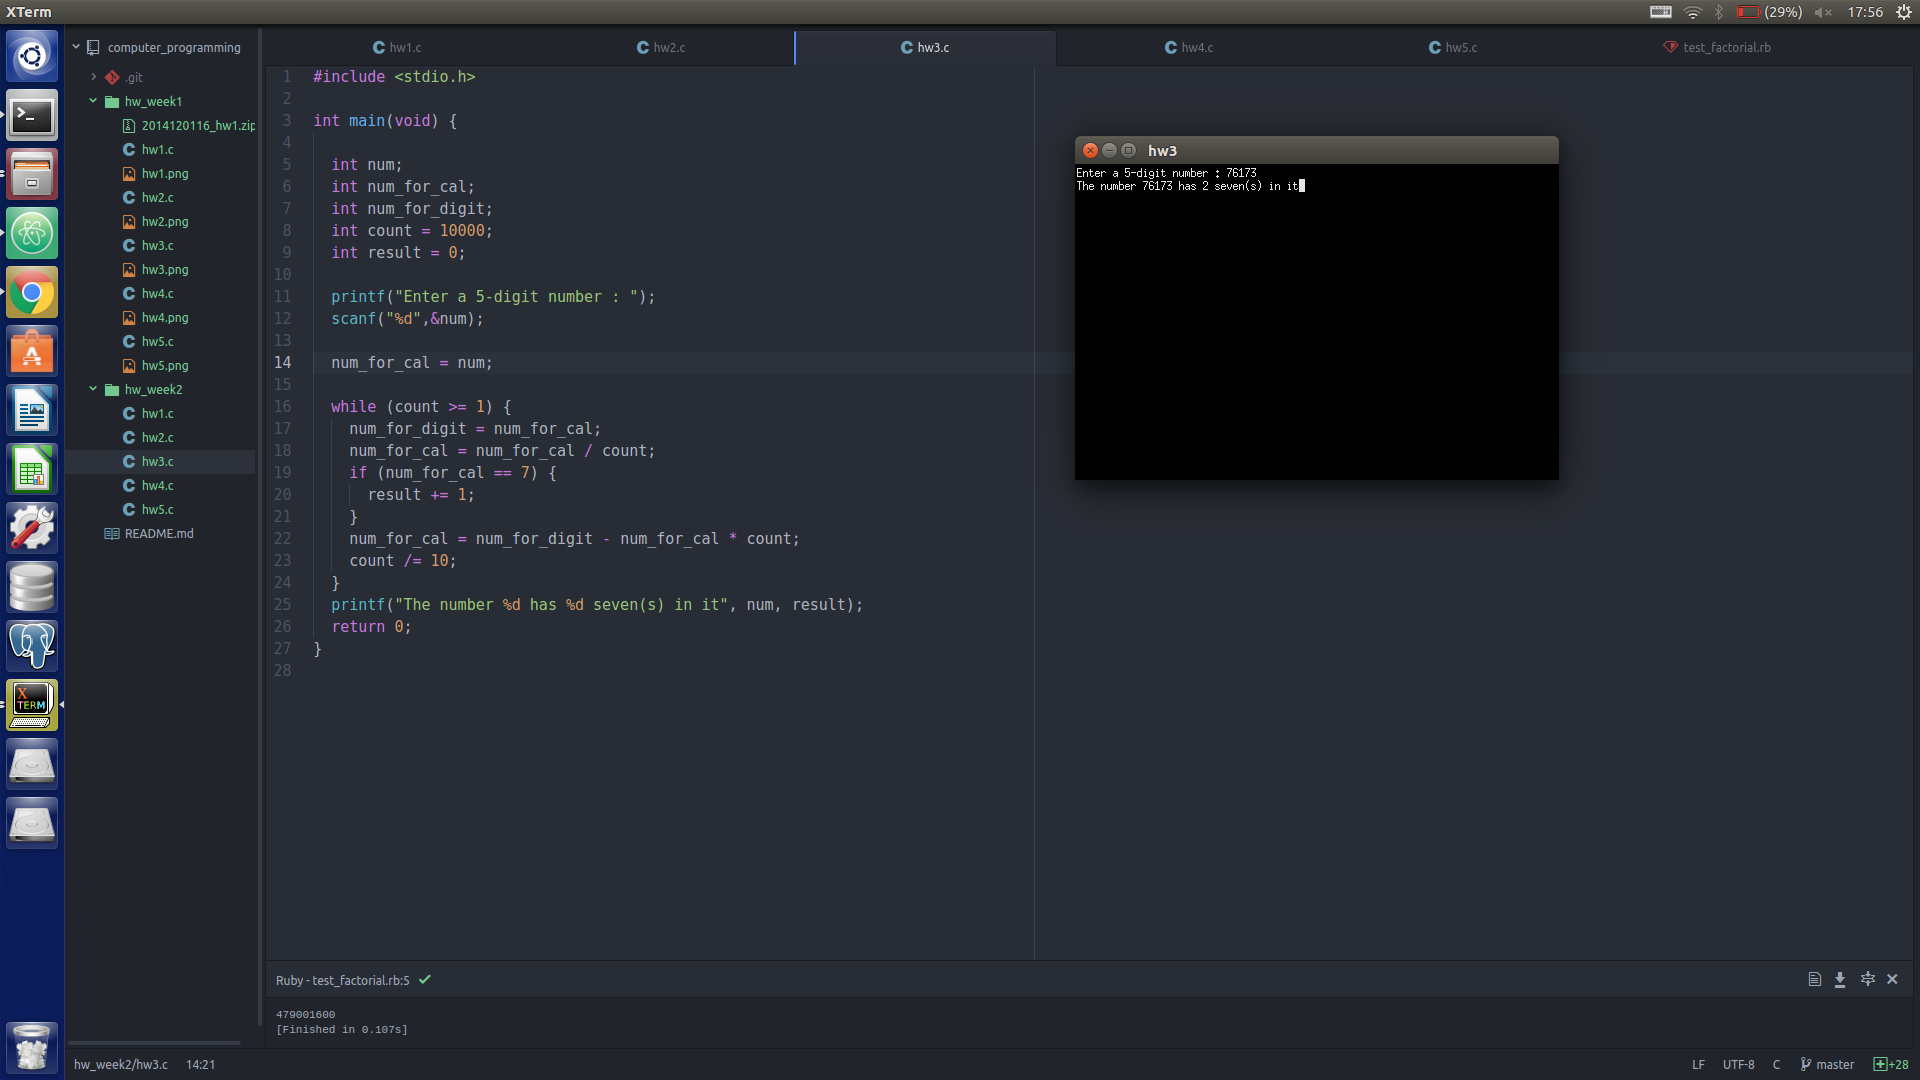 XTerm
(29%) 17:56
computer_programming
.git
hw_week1
2014120116_hw1.zip
hw1.c
hw1.png
hw2.c
hw2.png
hw3.c
hw3.png
hw4.c
hw4.png
hw5.c
hw5.png
hw_week2
hw1.c
hw2.c
hw3.c
hw4.c
hw5.c
README.md
hw1.c hw2.c hw3.c hw4.c hw5.c test_factorial.rb
1 #include <stdio.h>
2
3 int main(void) {
4
5 int num;
6 int num_for_cal;
7 int num_for_digit;
8 int count = 10000;
9 int result = 0;
10
11 printf("Enter a 5-digit number : ");
12 scanf("%d",&num);
13
14 num_for_cal = num;
15
16 while (count >= 1) {
17 num_for_digit = num_for_cal;
18 num_for_cal = num_for_cal / count;
19 if (num_for_cal == 7) {
20 result += 1;
21 }
22 num_for_cal = num_for_digit - num_for_cal * count;
23 count /= 10;
24 }
25 printf("The number %d has %d seven(s) in it", num, result);
26 return 0;
27 }
28
hw3
Enter a 5-digit number : 76173
The number 76173 has 2 seven(s) in it
X
TERM
Ruby - test_factorial.rb:5
479001600
[Finished in 0.107s]
hw_week2/hw3.c 14:21
LF UTF-8 C master +28